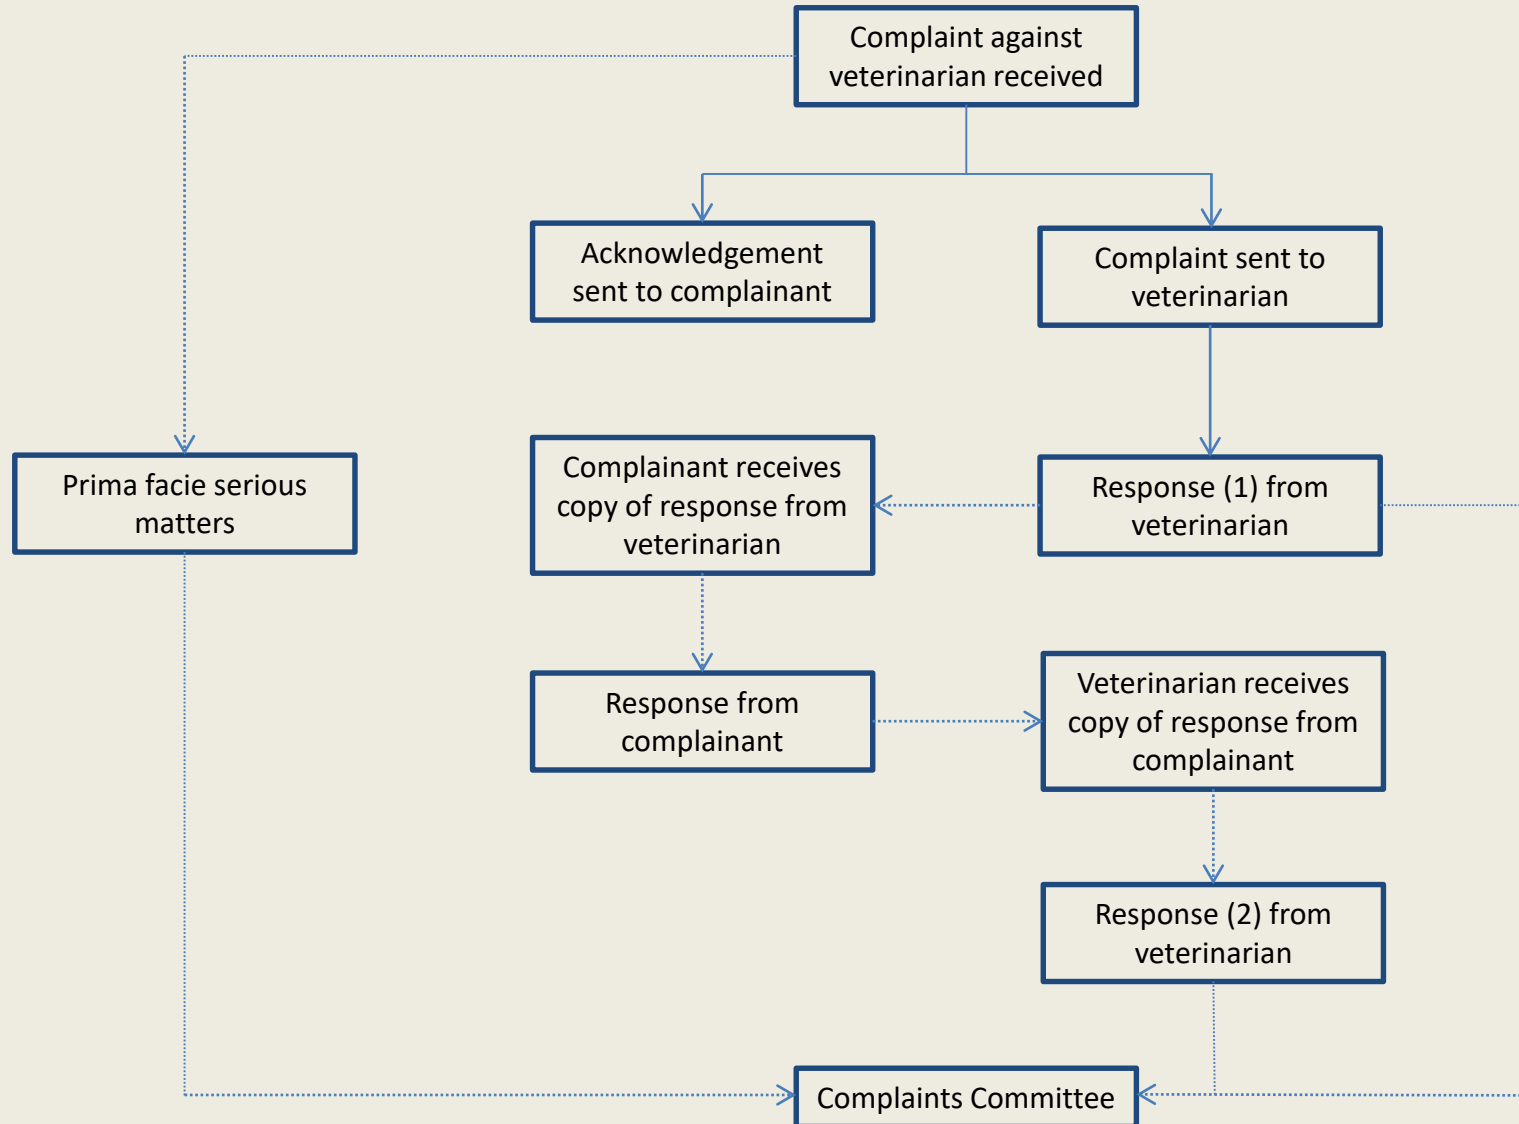 Complaint against
veterinarian received
Acknowledgement
sent to complainant
Complaint sent to
veterinarian
Prima facie serious
matters
Complainant receives
copy of response from
veterinarian
Response (1) from
veterinarian
Response from
complainant
Veterinarian receives
copy of response from
complainant
Response (2) from
veterinarian
Complaints Committee